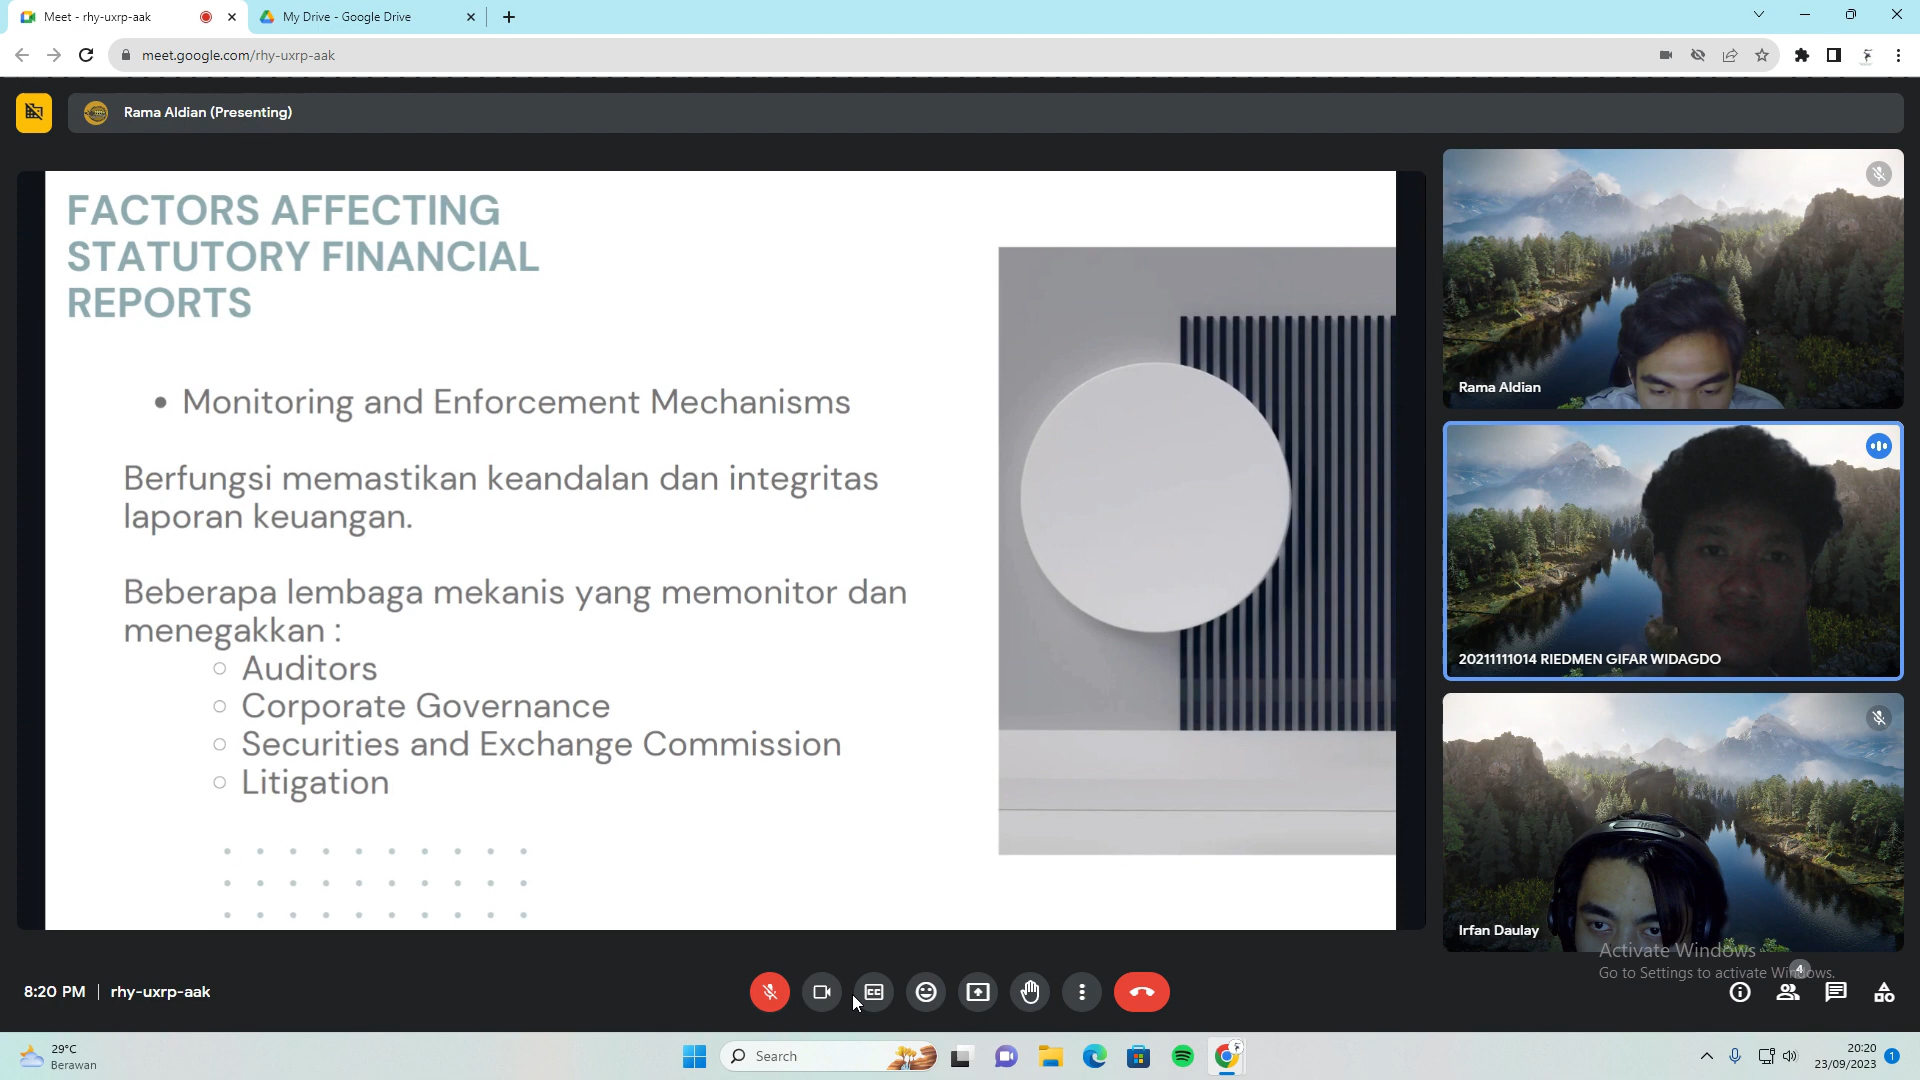 Meet - rhy-uxrp-aak
My Drive - Google Drive
meet.google.com/rhy-uxrp-aak
Rama Aldian (Presenting)
FACTORS AFFECTING
STATUTORY FINANCIAL
REPORTS
• Monitoring and Enforcement Mechanisms
Berfungsi memastikan keandalan dan integritas
laporan keuangan.
Beberapa lembaga mekanis yang memonitor dan
menegakkan :
○ Auditors
○ Corporate Governance
○ Securities and Exchange Commission
○ Litigation
Rama Aldian
20211111014 RIEDMEN GIFAR WIDAGDO
Irfan Daulay
Activate Windows
Go to Settings to activate Windows.
4
8:20 PM | rhy-uxrp-aak
29°C
Berawan
Search
20:20
23/09/2023
1